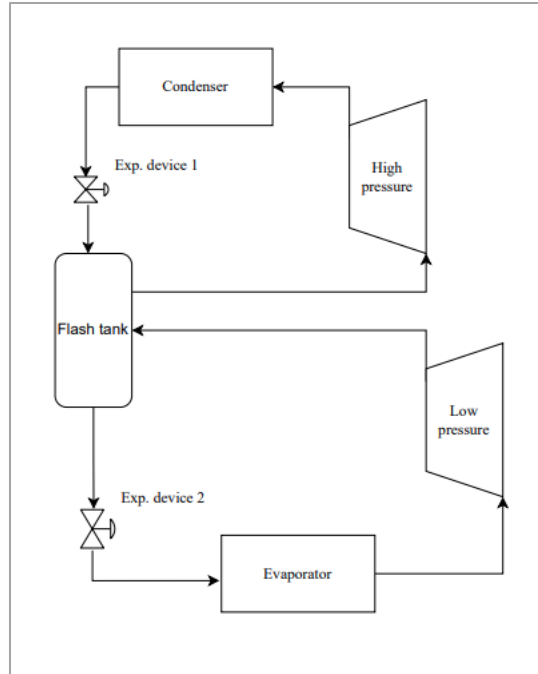 Condenser
Exp. device 1
High
pressure
Flash tank
Low
pressure
Exp. device 2
Evaporator